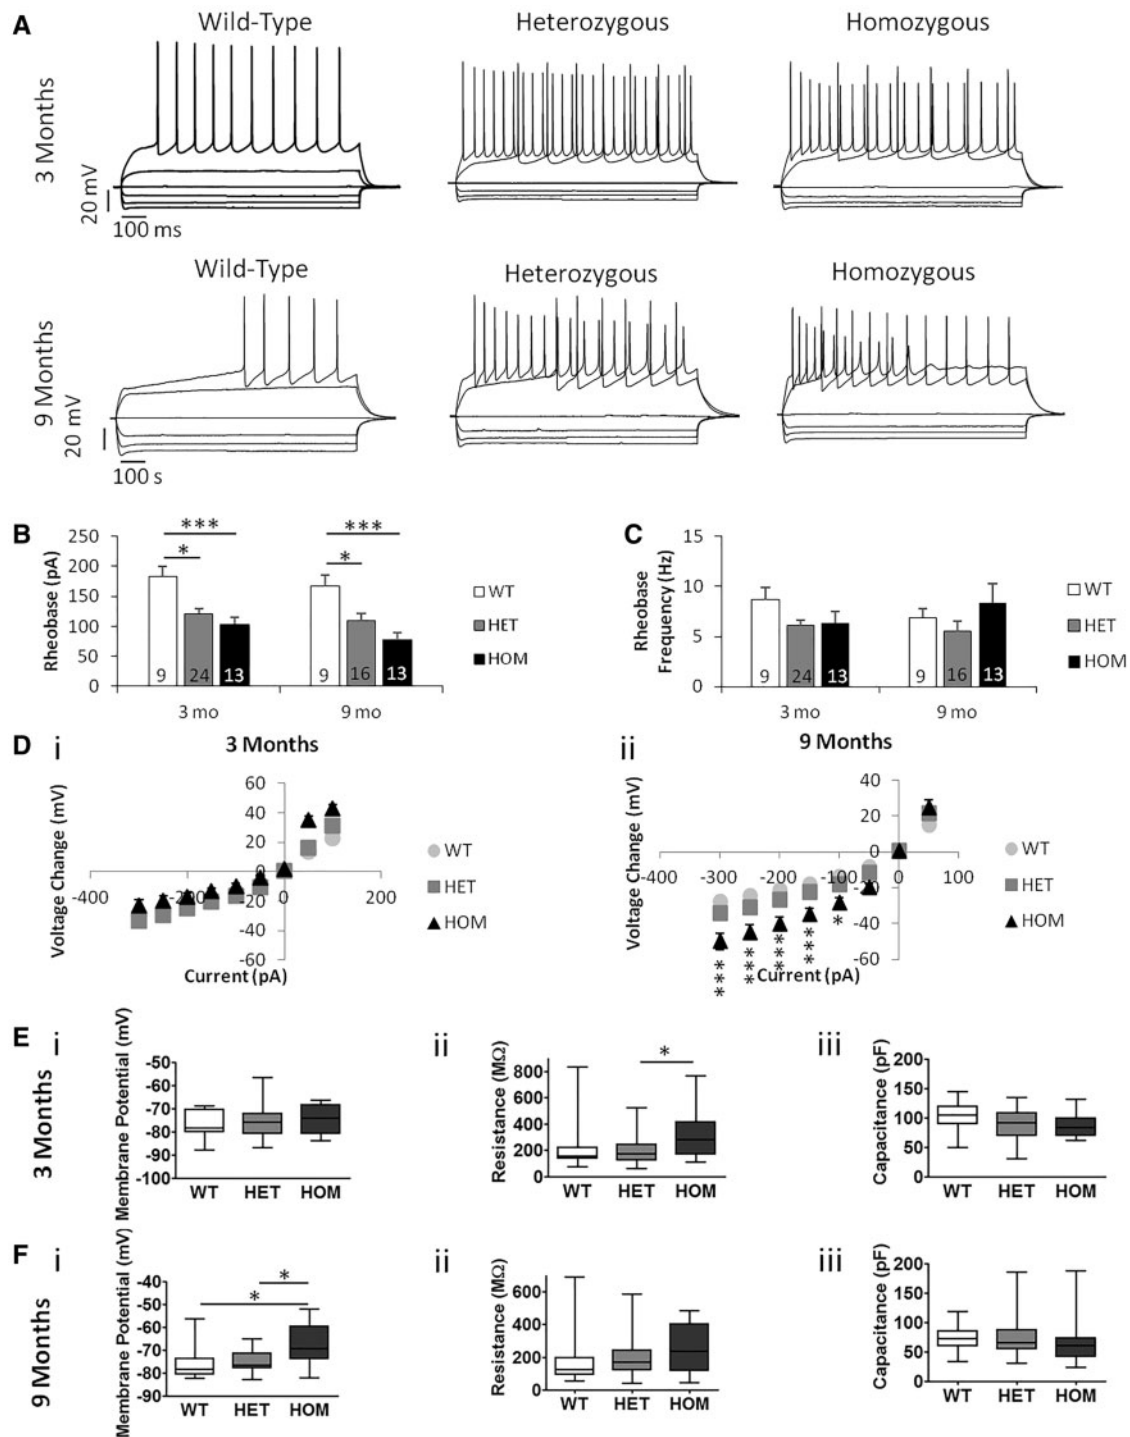 A
Wild-Type Heterozygous Homozygous
3 Months
20 mV
100 ms
Wild-Type Heterozygous Homozygous
9 Months
20 mV
100 s
B
Rheobase (pA)
250
200
150
100
50
0
*** ***
* *
9 24 13 9 16 13
3 mo 9 mo
WT
HET
HOM
C
Rheobase
Frequency (Hz)
15
10
5
0
9 24 13 9 16 13
3 mo 9 mo
WT
HET
HOM
D i
3 Months
Voltage Change (mV)
60
40
20
0
-20
-40
-60
-400 -200 0 200
Current (pA)
WT
HET
HOM
ii
9 Months
Voltage Change (mV)
40
20
0
-20
-40
-60
-400 -300 -200 -100 0 100
*** *** *** *** *
Current (pA)
WT
HET
HOM
E i
3 Months
Membrane Potential (mV)
-50
-60
-70
-80
-90
-100
WT HET HOM
ii
Resistance (MΩ)
800
600
400
200
0
*
WT HET HOM
iii
Capacitance (pF)
200
150
100
50
0
WT HET HOM
F i
9 Months
Membrane Potential (mV)
-40
-50
-60
-70
-80
-90
*
*
WT HET HOM
ii
Resistance (MΩ)
600
400
200
0
WT HET HOM
iii
Capacitance (pF)
200
150
100
50
0
WT HET HOM